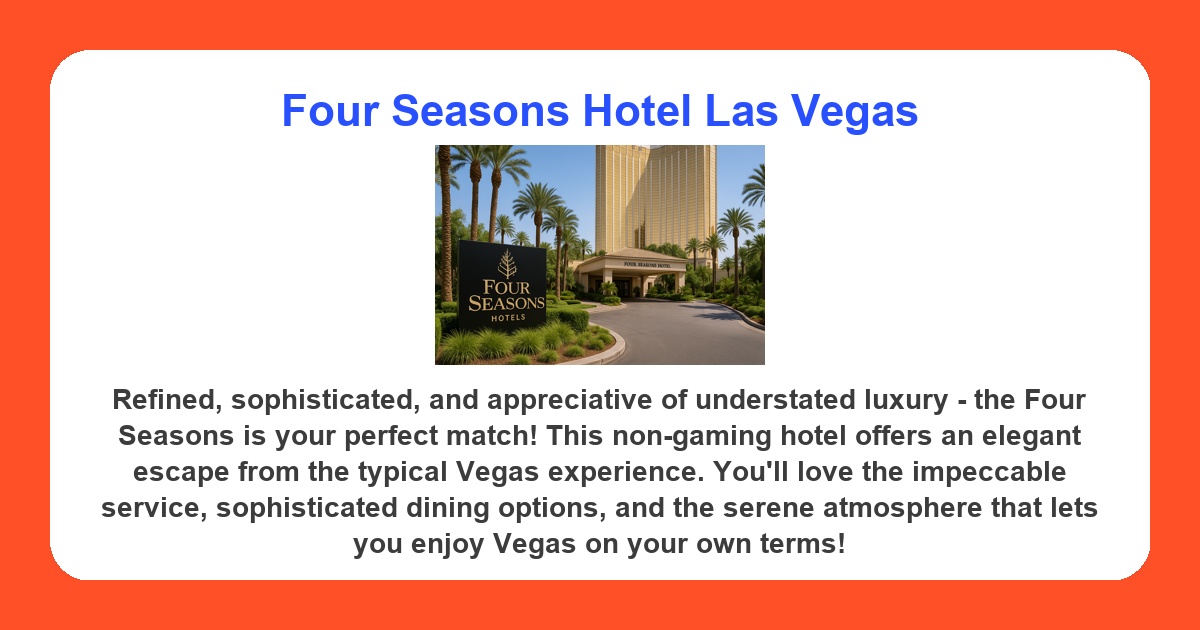 Four Seasons Hotel Las Vegas
FOUR SEASONS HOTEL
FOUR
SEASONS
HOTELS
Refined, sophisticated, and appreciative of understated luxury - the Four
Seasons is your perfect match! This non-gaming hotel offers an elegant
escape from the typical Vegas experience. You'll love the impeccable
service, sophisticated dining options, and the serene atmosphere that lets
you enjoy Vegas on your own terms!